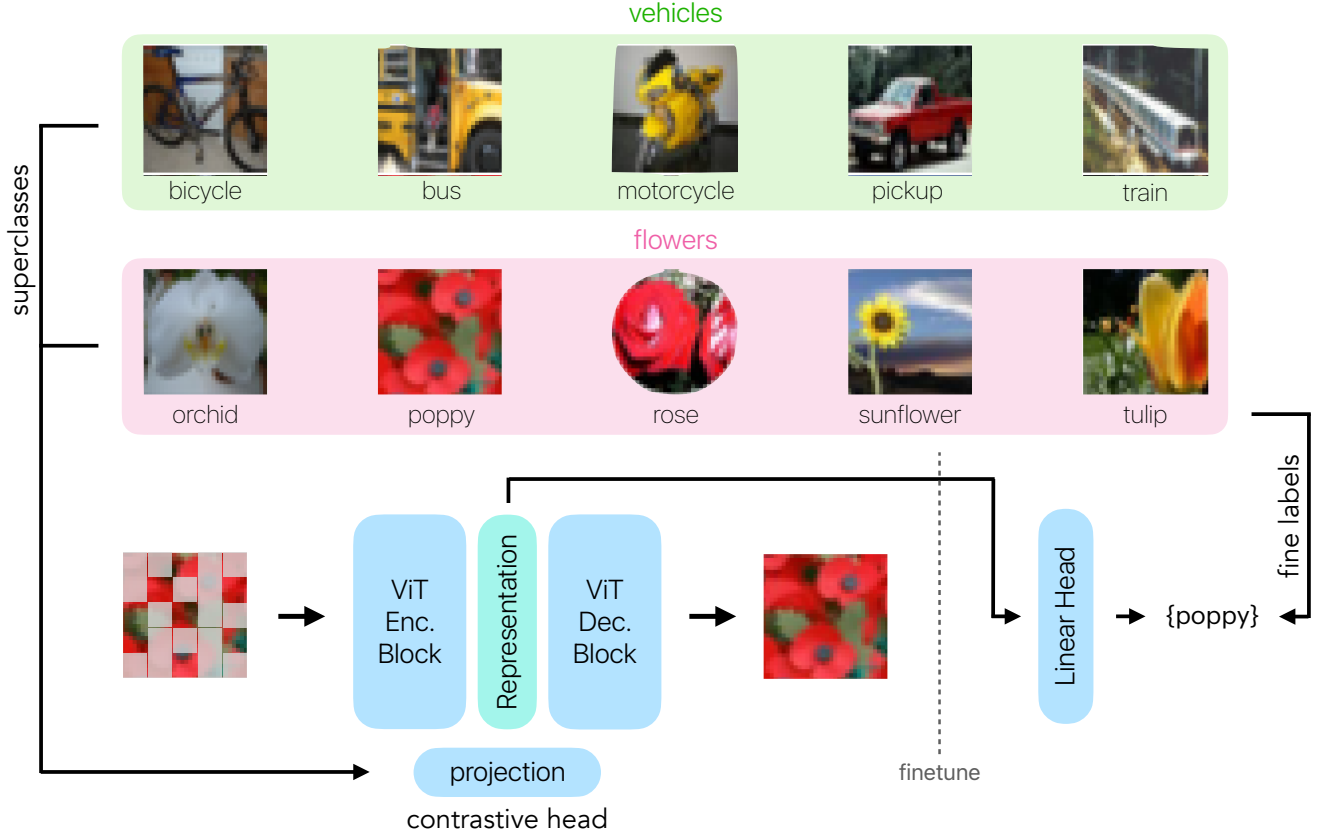 vehicles
bicycle
bus
motorcycle
pickup
train
superclasses
flowers
orchid
poppy
rose
sunflower
tulip
fine labels
ViT
Enc.
Block
Representation
ViT
Dec.
Block
Linear Head
{poppy}
projection
contrastive head
finetune